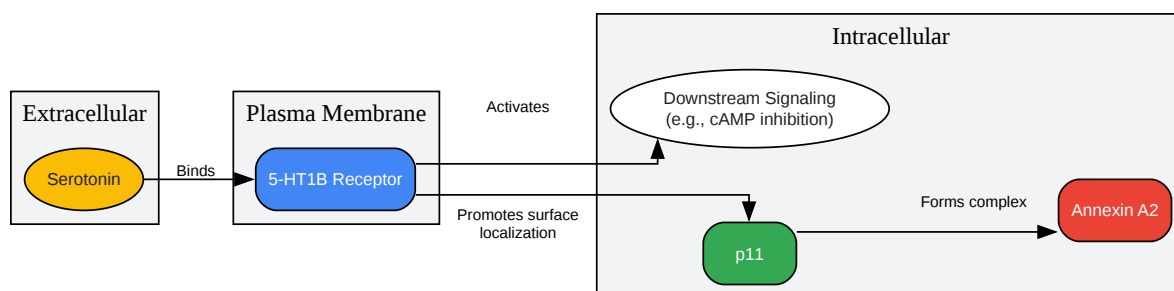 Intracellular
Extracellular
Plasma Membrane
Activates
Downstream Signaling
(e.g., cAMP inhibition)
Serotonin
Binds
5-HT1B Receptor
Promotes surface
localization
p11
Forms complex
Annexin A2